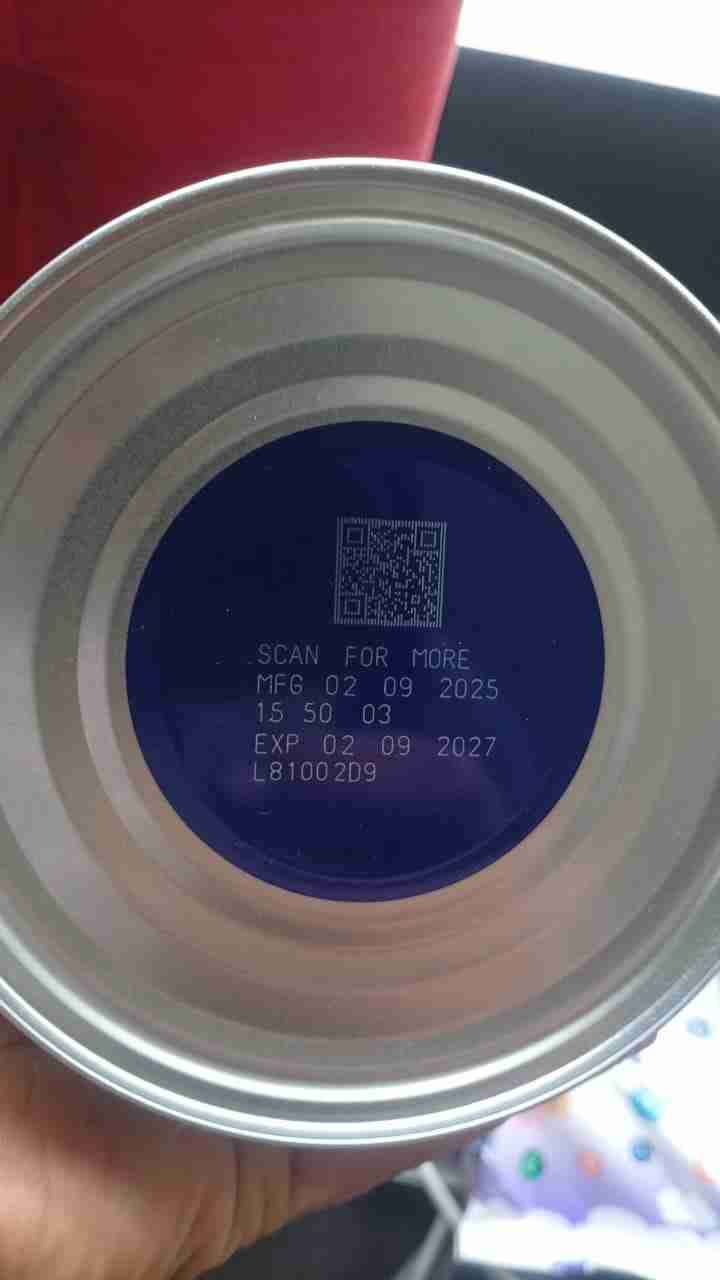 SCAN FOR MORE
MFG 02 09 2025
15 50 03
EXP 02 09 2027
L81002D9